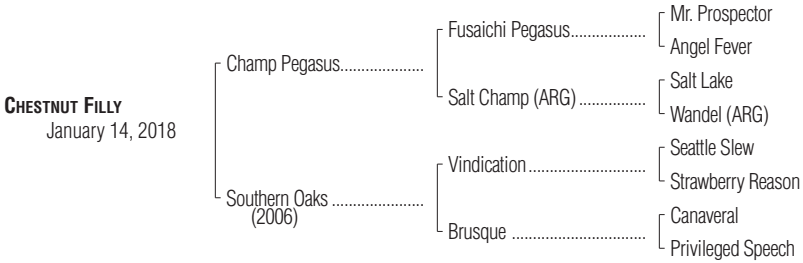 CHESTNUT FILLY
January 14, 2018
Champ Pegasus....................
Southern Oaks ......................
(2006)
Fusaichi Pegasus.................
Salt Champ (ARG) ...............
Vindication...........................
Brusque ...............................
Mr. Prospector
Angel Fever
Salt Lake
Wandel (ARG)
Seattle Slew
Strawberry Reason
Canaveral
Privileged Speech